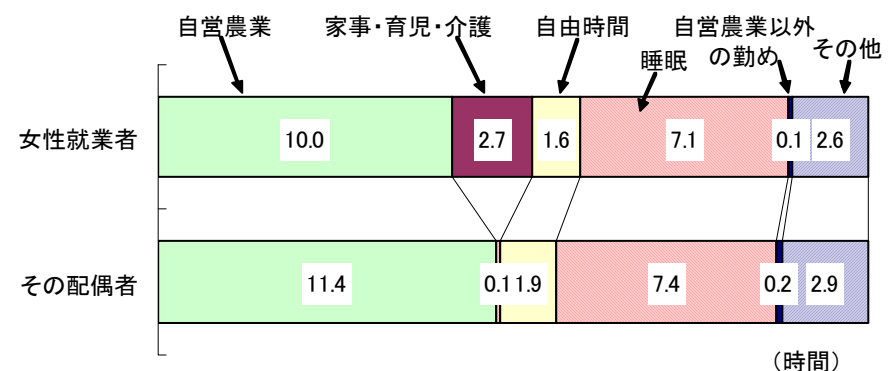 自営農業
家事・育児・介護
自由時間
睡眠
自営農業以外
の勤め
その他
女性就業者
10.0
2.7
1.6
7.1
0.1
2.6
その配偶者
11.4
0.1
1.9
7.4
0.2
2.9
（時間）